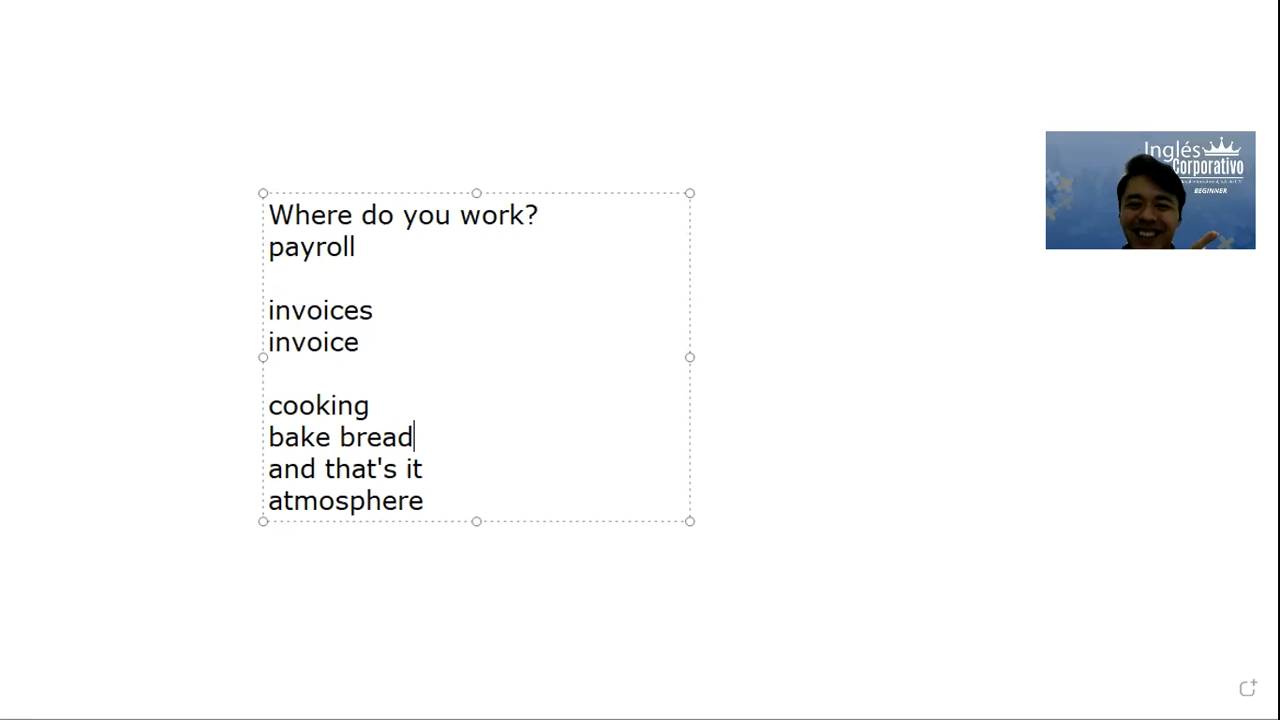 Where do you work?
payroll
invoices
invoice
cooking
bake bread
and that's it
atmosphere
Inglés
Corporativo
BEGINNER